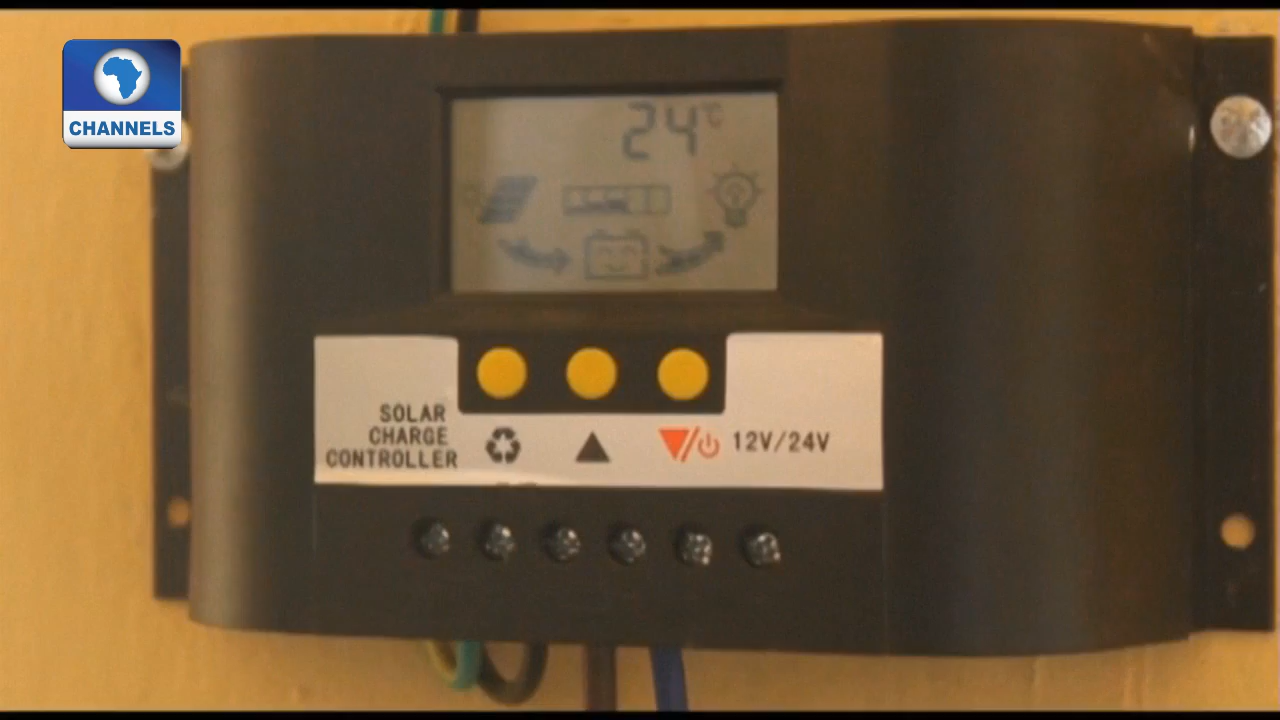 CHANNELS
24°C
SOLAR
CHARGE
CONTROLLER
12V/24V